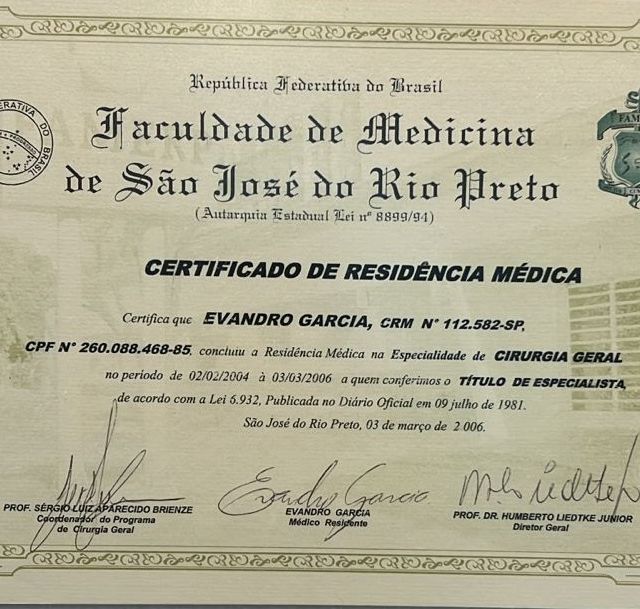 República Federativa do Brasil
Faculdade de Medicina
de São José do Rio Preto
(Autarquia Estadual Lei nº 8899/94)
CERTIFICADO DE RESIDÊNCIA MÉDICA
Certifica que EVANDRO GARCIA, CRM N° 112.582-SP,
CPF N° 260.088.468-85, concluiu a Residência Médica na Especialidade de CIRURGIA GERAL
no período de 02/02/2004 à 03/03/2006 a quem conferimos o TÍTULO DE ESPECIALISTA,
de acordo com a Lei 6.932, Publicada no Diário Oficial em 09 julho de 1981.
São José do Rio Preto, 03 de março de 2 006.
Evandro Garcia
PROF. SÉRGIO LUIZ APARECIDO BRIENZE
Coordenador do Programa
de Cirurgia Geral
EVANDRO GARCIA
Médico Residente
PROF. DR. HUMBERTO LIEDTKE JUNIOR
Diretor Geral